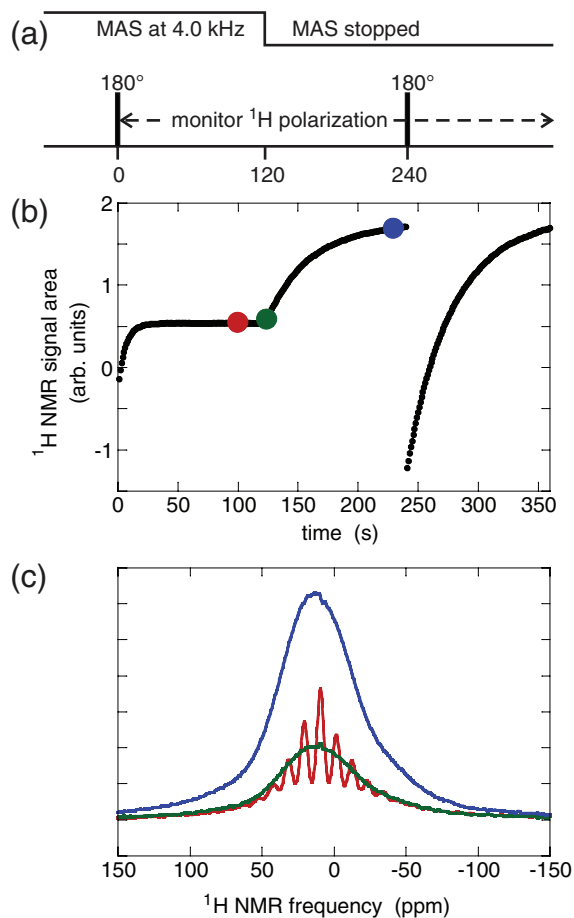 (a)
MAS at 4.0 kHz
MAS stopped
180°
180°
monitor ¹H polarization
0
120
240
(b)
2
1
0
-1
¹H NMR signal area
(arb. units)
0
50
100
150
200
250
300
350
time (s)
(c)
150
100
50
0
-50
-100
-150
¹H NMR frequency (ppm)